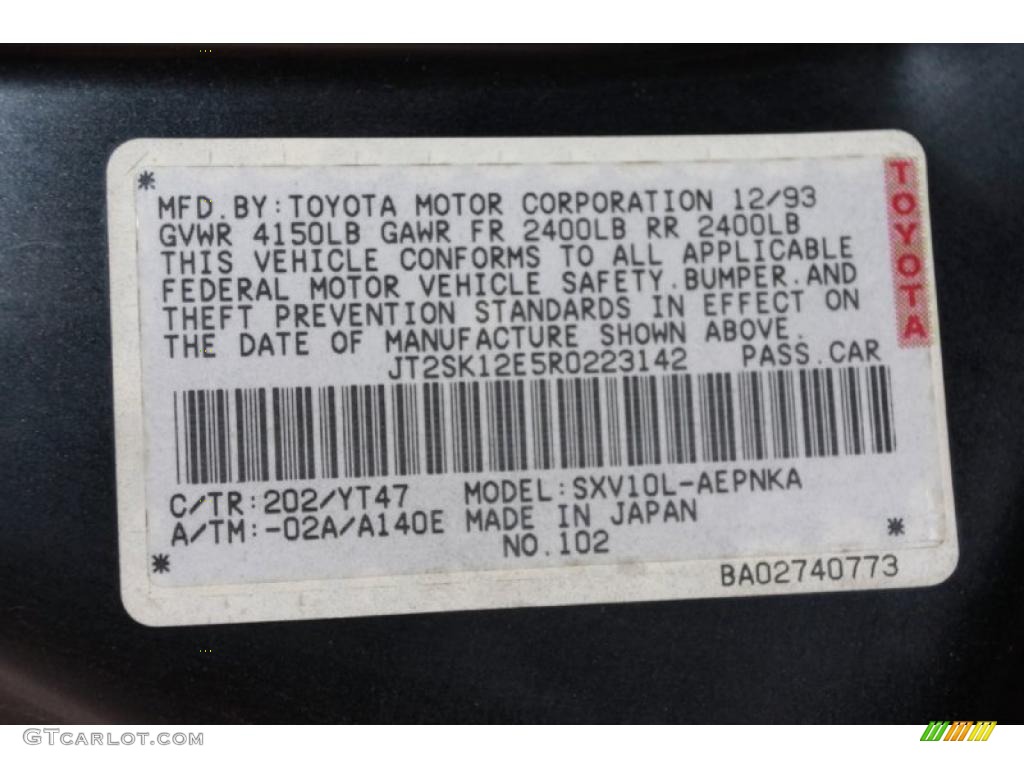 MFD. BY:TOYOTA MOTOR CORPORATION 12/93
GVWR 4150LB GAWR FR 2400LB RR 2400LB
THIS VEHICLE CONFORMS TO ALL APPLICABLE
FEDERAL MOTOR VEHICLE SAFETY.BUMPER.AND
THEFT PREVENTION STANDARDS IN EFFECT ON
THE DATE OF MANUFACTURE SHOWN ABOVE.
JT2SK12E5R0223142 PASS.CAR
C/TR:202/YT47 MODEL:SXV10L-AEPNKA
A/TM:-02A/A140E MADE IN JAPAN
NO.102
BA02740773
TOYOTA
GTCARLOT.COM